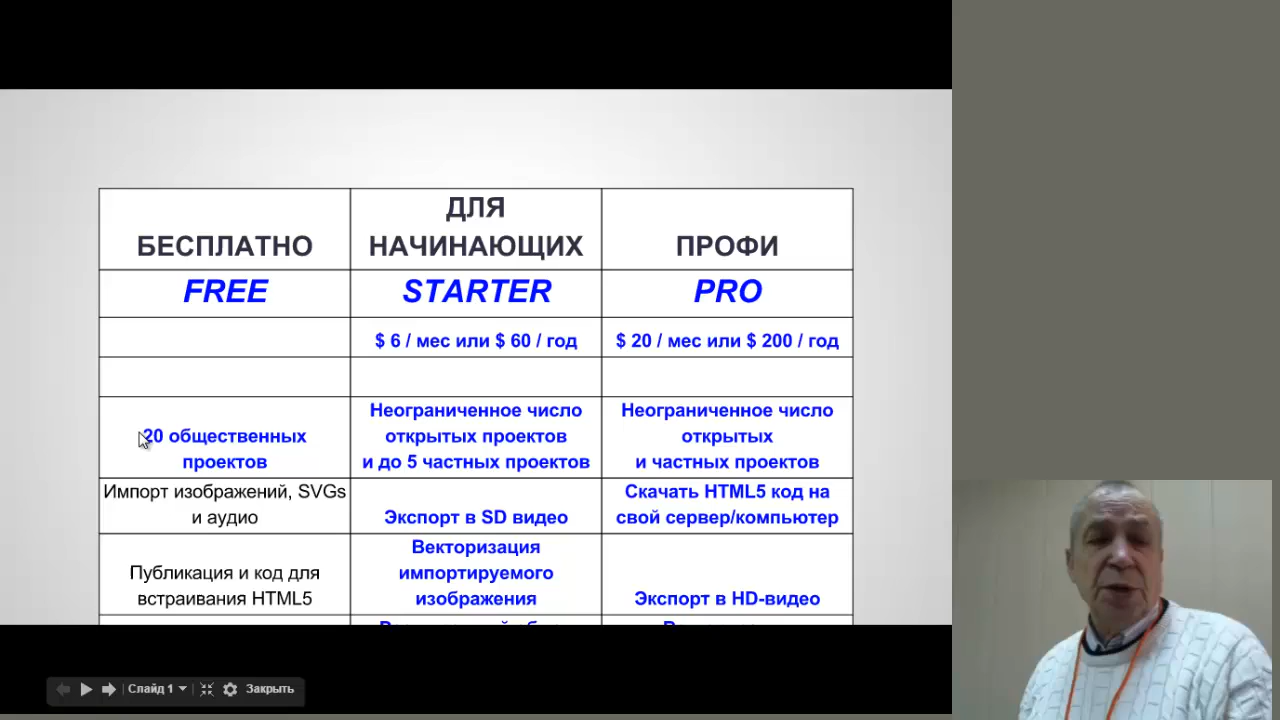 ДЛЯ
БЕСПЛАТНО НАЧИНАЮЩИХ ПРОФИ
FREE STARTER PRO
$ 6 / мес или $ 60 / год $ 20 / мес или $ 200 / год
20 общественных
проектов
Неограниченное число
открытых проектов
и до 5 частных проектов
Неограниченное число
открытых
и частных проектов
Импорт изображений, SVGs
и аудио
Экспорт в SD видео
Скачать HTML5 код на
свой сервер/компьютер
Публикация и код для
встраивания HTML5
Векторизация
импортируемого
изображения
Экспорт в HD-видео
Слайд 1
Закрыть